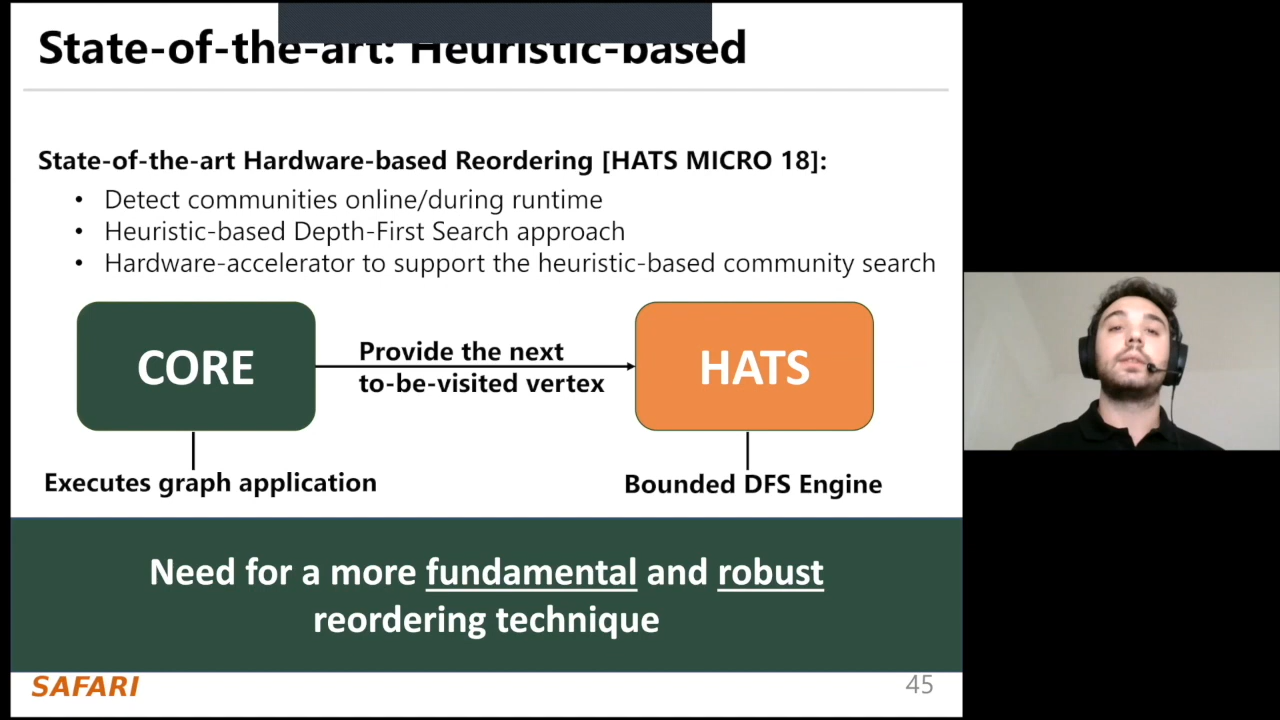 State-of-the-art: Heuristic-based
State-of-the-art Hardware-based Reordering [HATS MICRO 18]:
• Detect communities online/during runtime
• Heuristic-based Depth-First Search approach
• Hardware-accelerator to support the heuristic-based community search
CORE
Provide the next
to-be-visited vertex
HATS
Executes graph application
Bounded DFS Engine
Need for a more fundamental and robust
reordering technique
SAFARI
45